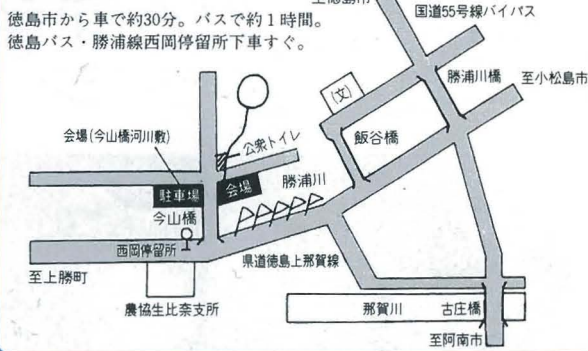 徳島市から車で約30分。バスで約1時間。
徳島バス・勝浦線西岡停留所下車すぐ。
上徳島市
国道55号線バイパス
勝浦川橋
至小松島市
(文)
飯谷橋
会場(今山橋河川敷)
公衆トイレ
駐車場
会場
勝浦川
今山橋
西岡停留所
県道徳島上那賀線
至上勝町
農協生比奈支所
那賀川
古庄橋
至阿南市